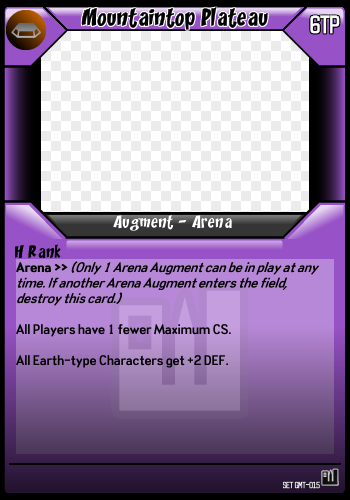 Mountaintop Plateau
6TP
Augment - Arena
H Rank
Arena >> (Only 1 Arena Augment can be in play at any
time. If another Arena Augment enters the field,
destroy this card.)
All Players have 1 fewer Maximum CS.
All Earth-type Characters get +2 DEF.
SET GMT-015